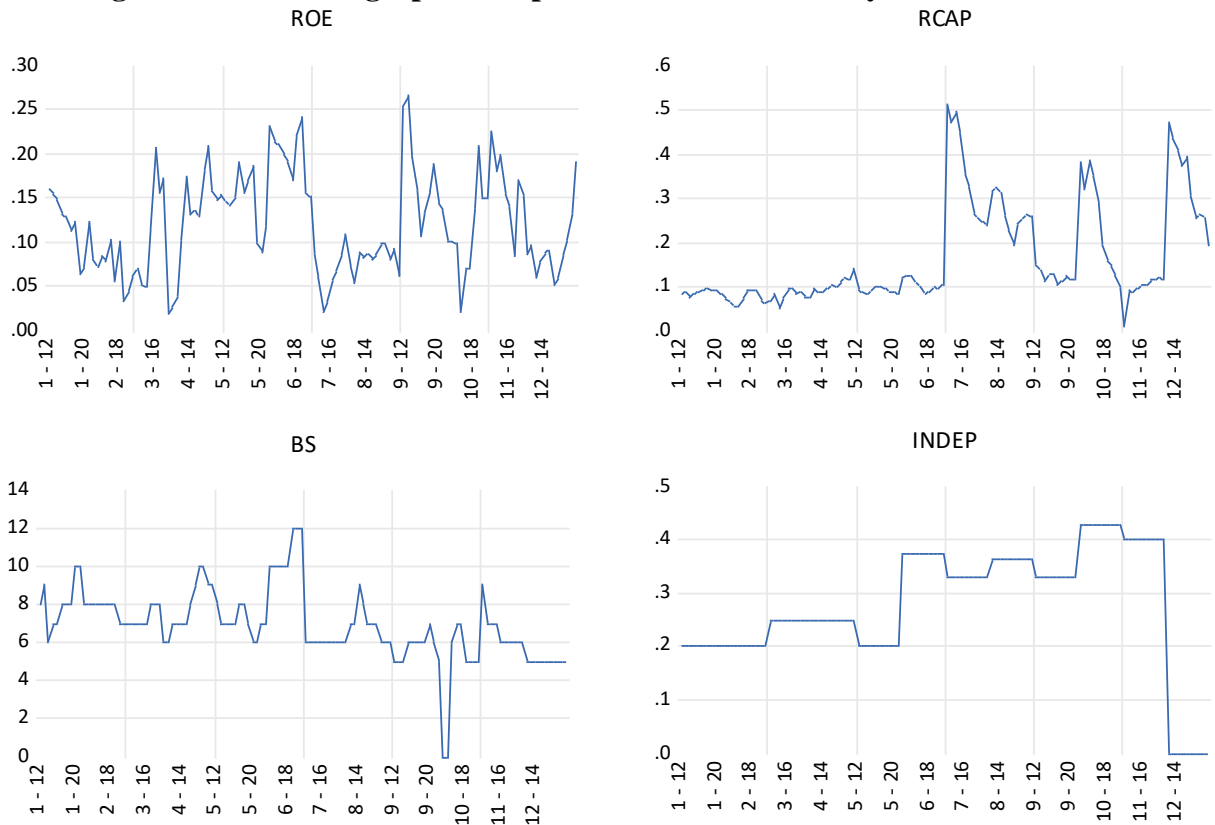 ROE
RCAP
.30
.25
.20
.15
.10
.05
.00
1 - 12
1 - 20
2 - 18
3 - 16
4 - 14
5 - 12
5 - 20
6 - 18
7 - 16
8 - 14
9 - 12
9 - 20
10 - 18
11 - 16
12 - 14
.6
.5
.4
.3
.2
.1
.0
1 - 12
1 - 20
2 - 18
3 - 16
4 - 14
5 - 12
5 - 20
6 - 18
7 - 16
8 - 14
9 - 12
9 - 20
10 - 18
11 - 16
12 - 14
BS
INDEP
14
12
10
8
6
4
2
0
1 - 12
1 - 20
2 - 18
3 - 16
4 - 14
5 - 12
5 - 20
6 - 18
7 - 16
8 - 14
9 - 12
9 - 20
10 - 18
11 - 16
12 - 14
.5
.4
.3
.2
.1
.0
1 - 12
1 - 20
2 - 18
3 - 16
4 - 14
5 - 12
5 - 20
6 - 18
7 - 16
8 - 14
9 - 12
9 - 20
10 - 18
11 - 16
12 - 14